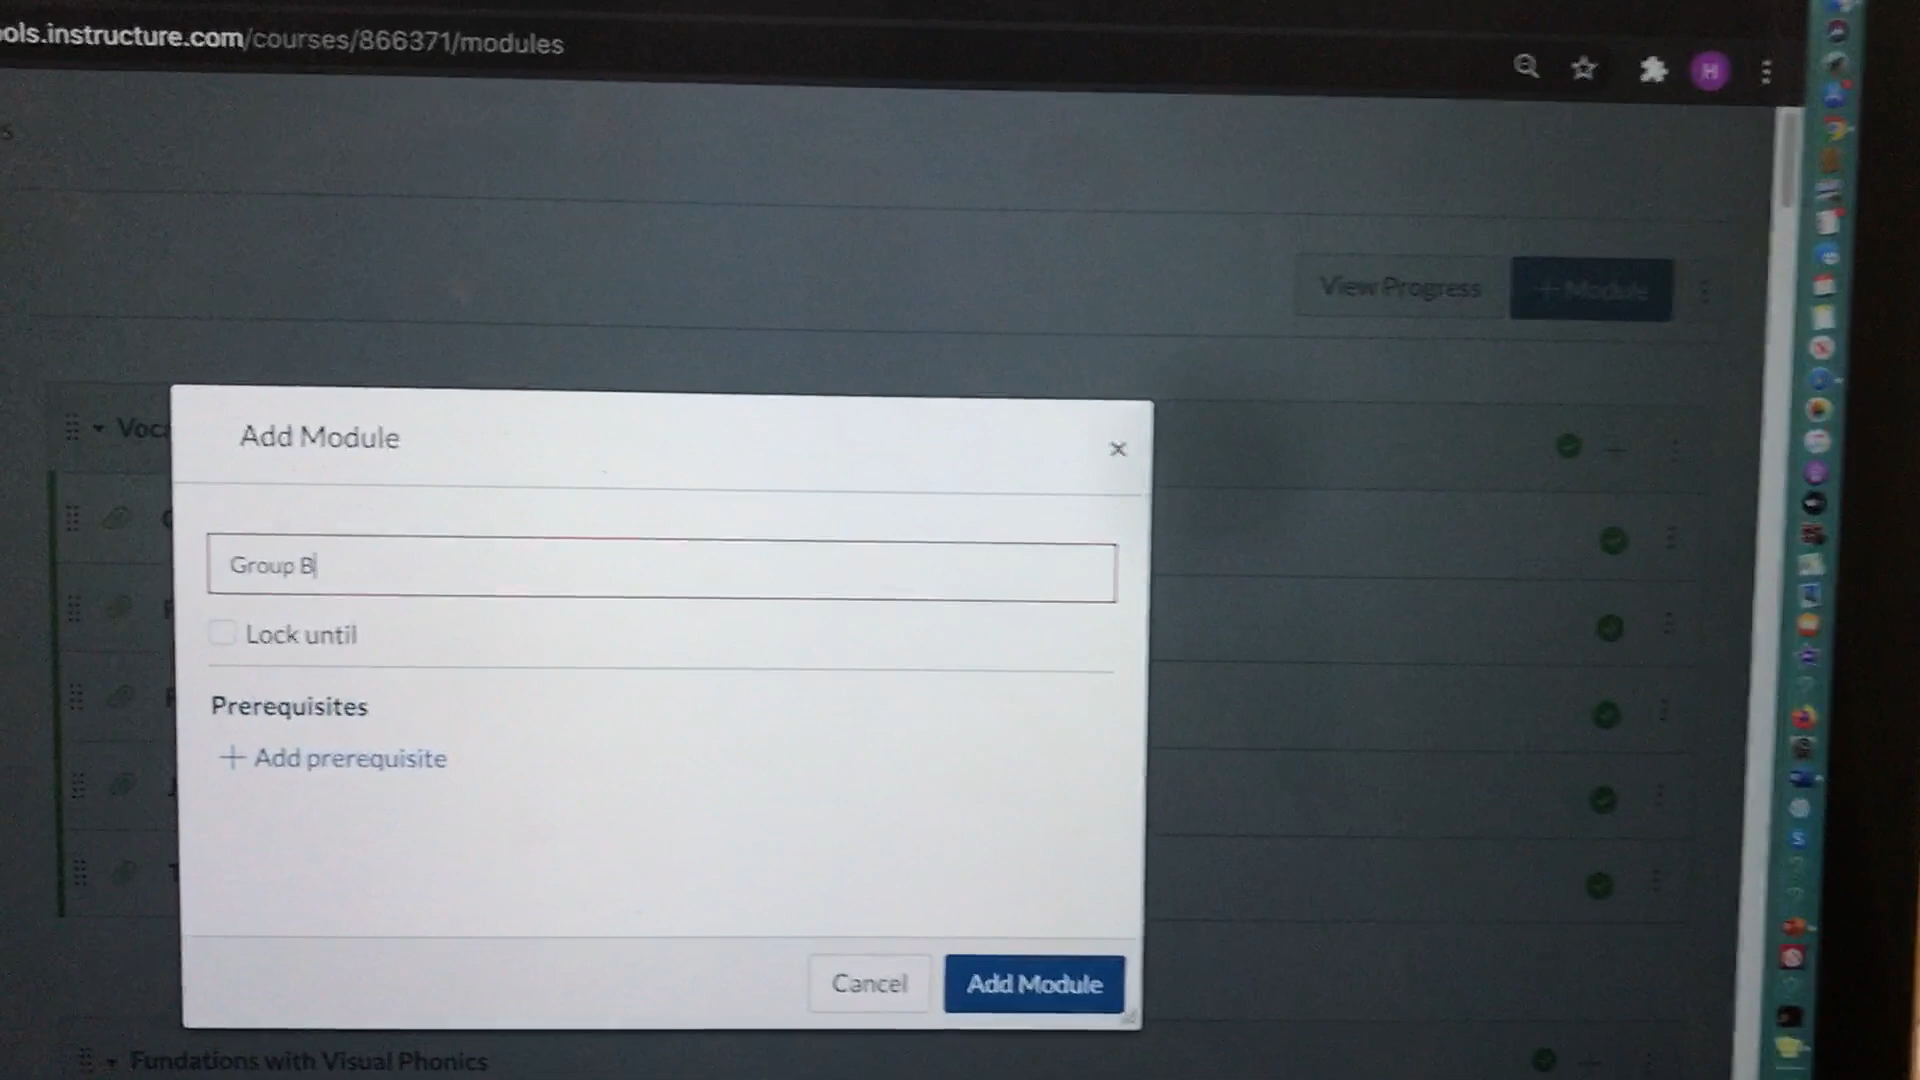 ols.instructure.com/courses/866371/modules
H
View Progress
+ Module
Add Module
×
Group B
Lock until
Prerequisites
+ Add prerequisite
Cancel
Add Module
Fundations with Visual Phonics